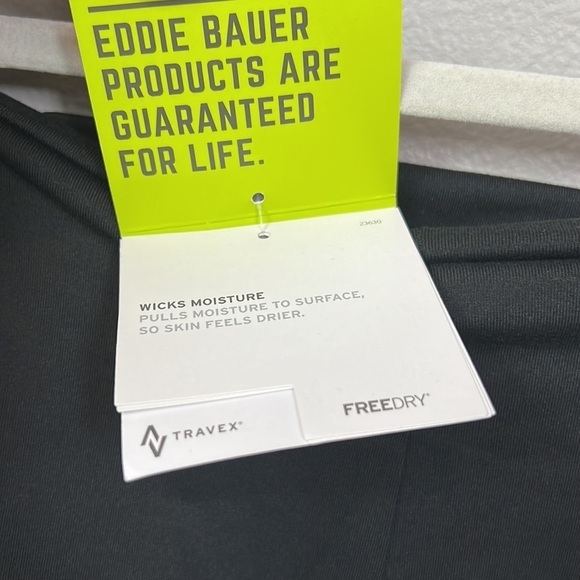 EDDIE BAUER
PRODUCTS ARE
GUARANTEED
FOR LIFE.
23630
WICKS MOISTURE
PULLS MOISTURE TO SURFACE,
SO SKIN FEELS DRIER.
TRAVEX®
FREEDRY®